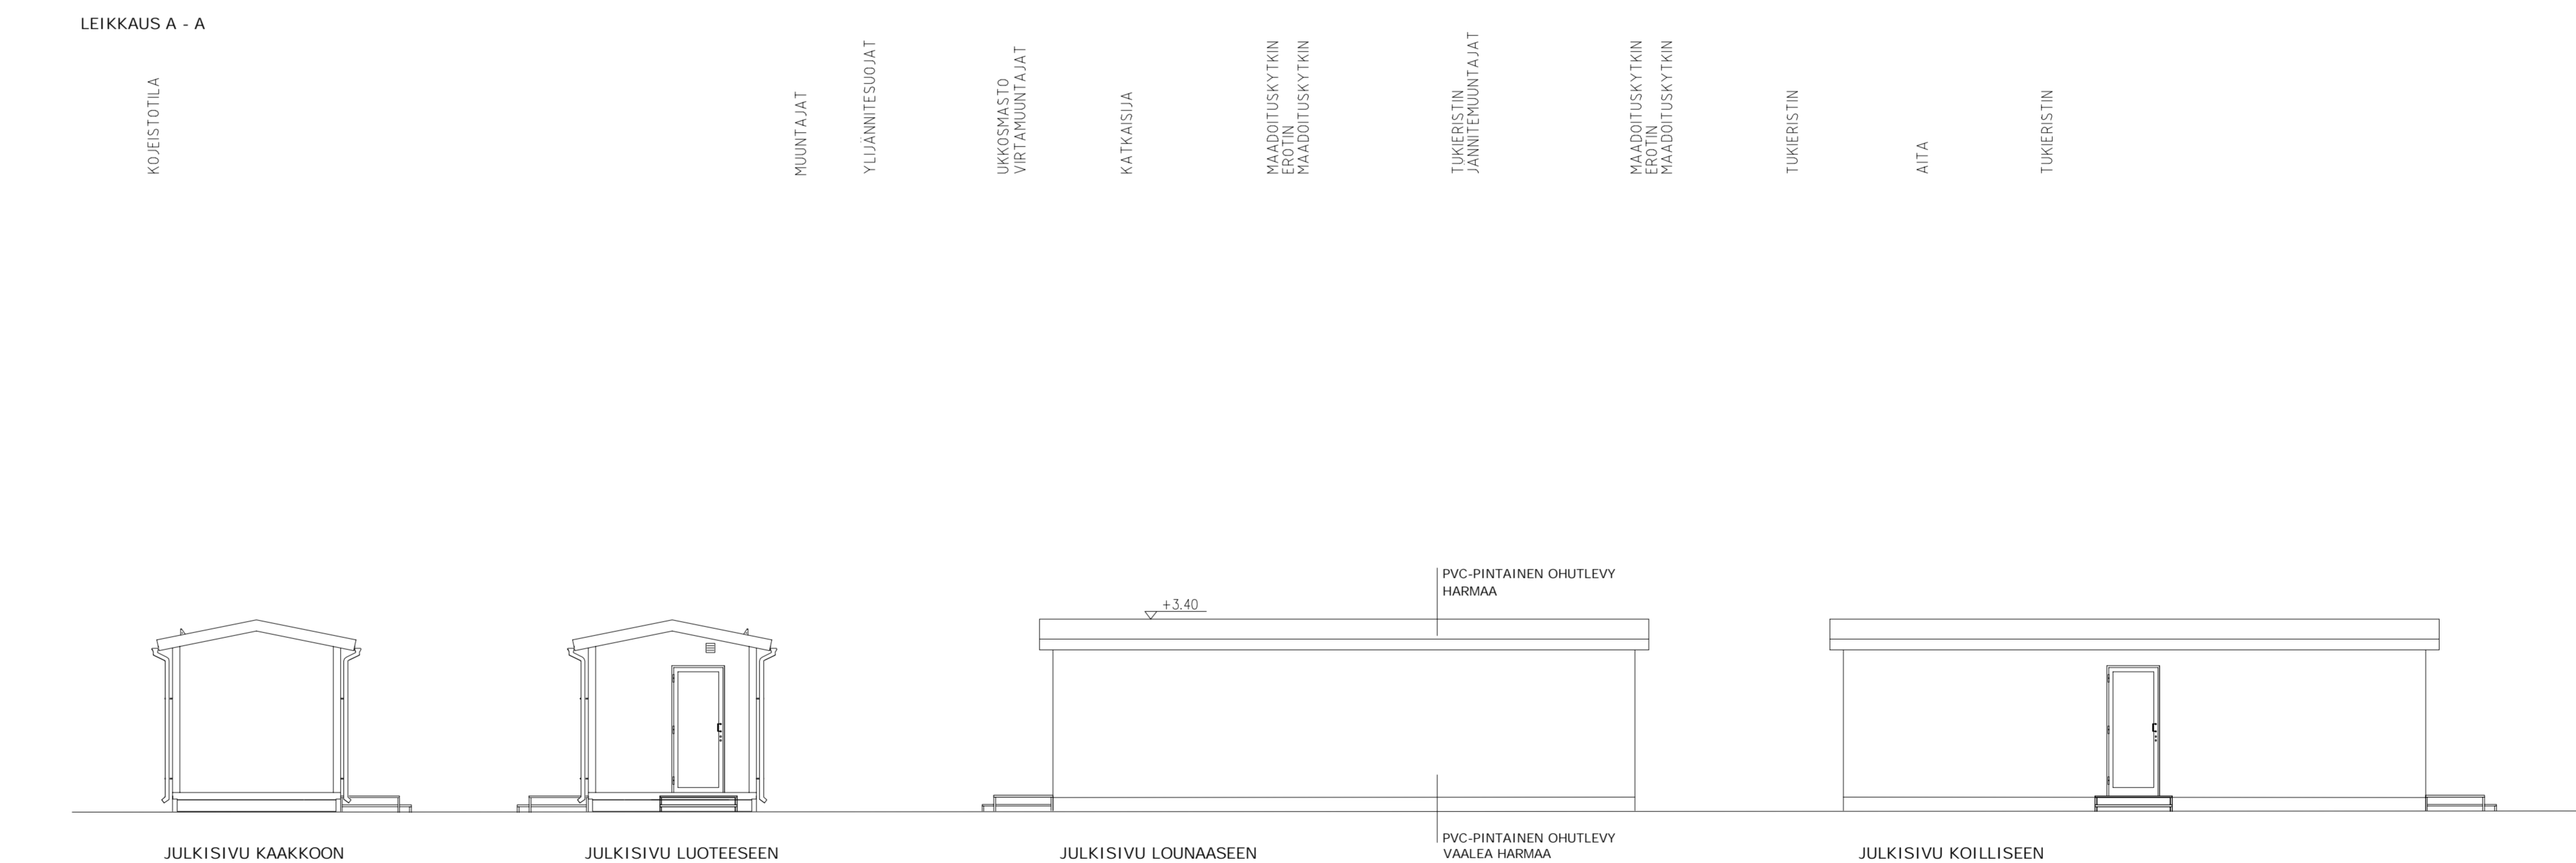 LEIKKAUS A - A
KOJEISTOTILA
MUUNTAJAT
YLIJÄNNITESUOJAT
UKKOSMASTO
VIRTAMUUNTAJAT
KATKAISIJA
MAADOITUSKYTKIN
EROTIN
MAADOITUSKYTKIN
TUKIERISTIN
JÄNNITEMUUNTAJAT
MAADOITUSKYTKIN
EROTIN
MAADOITUSKYTKIN
TUKIERISTIN
AITA
TUKIERISTIN
PVC-PINTAINEN OHUTLEVY
HARMAA
+3.40
PVC-PINTAINEN OHUTLEVY
VAALEA HARMAA
JULKISIVU KAAKKOON
JULKISIVU LUOTEESEEN
JULKISIVU LOUNAASEEN
JULKISIVU KOILLISEEN